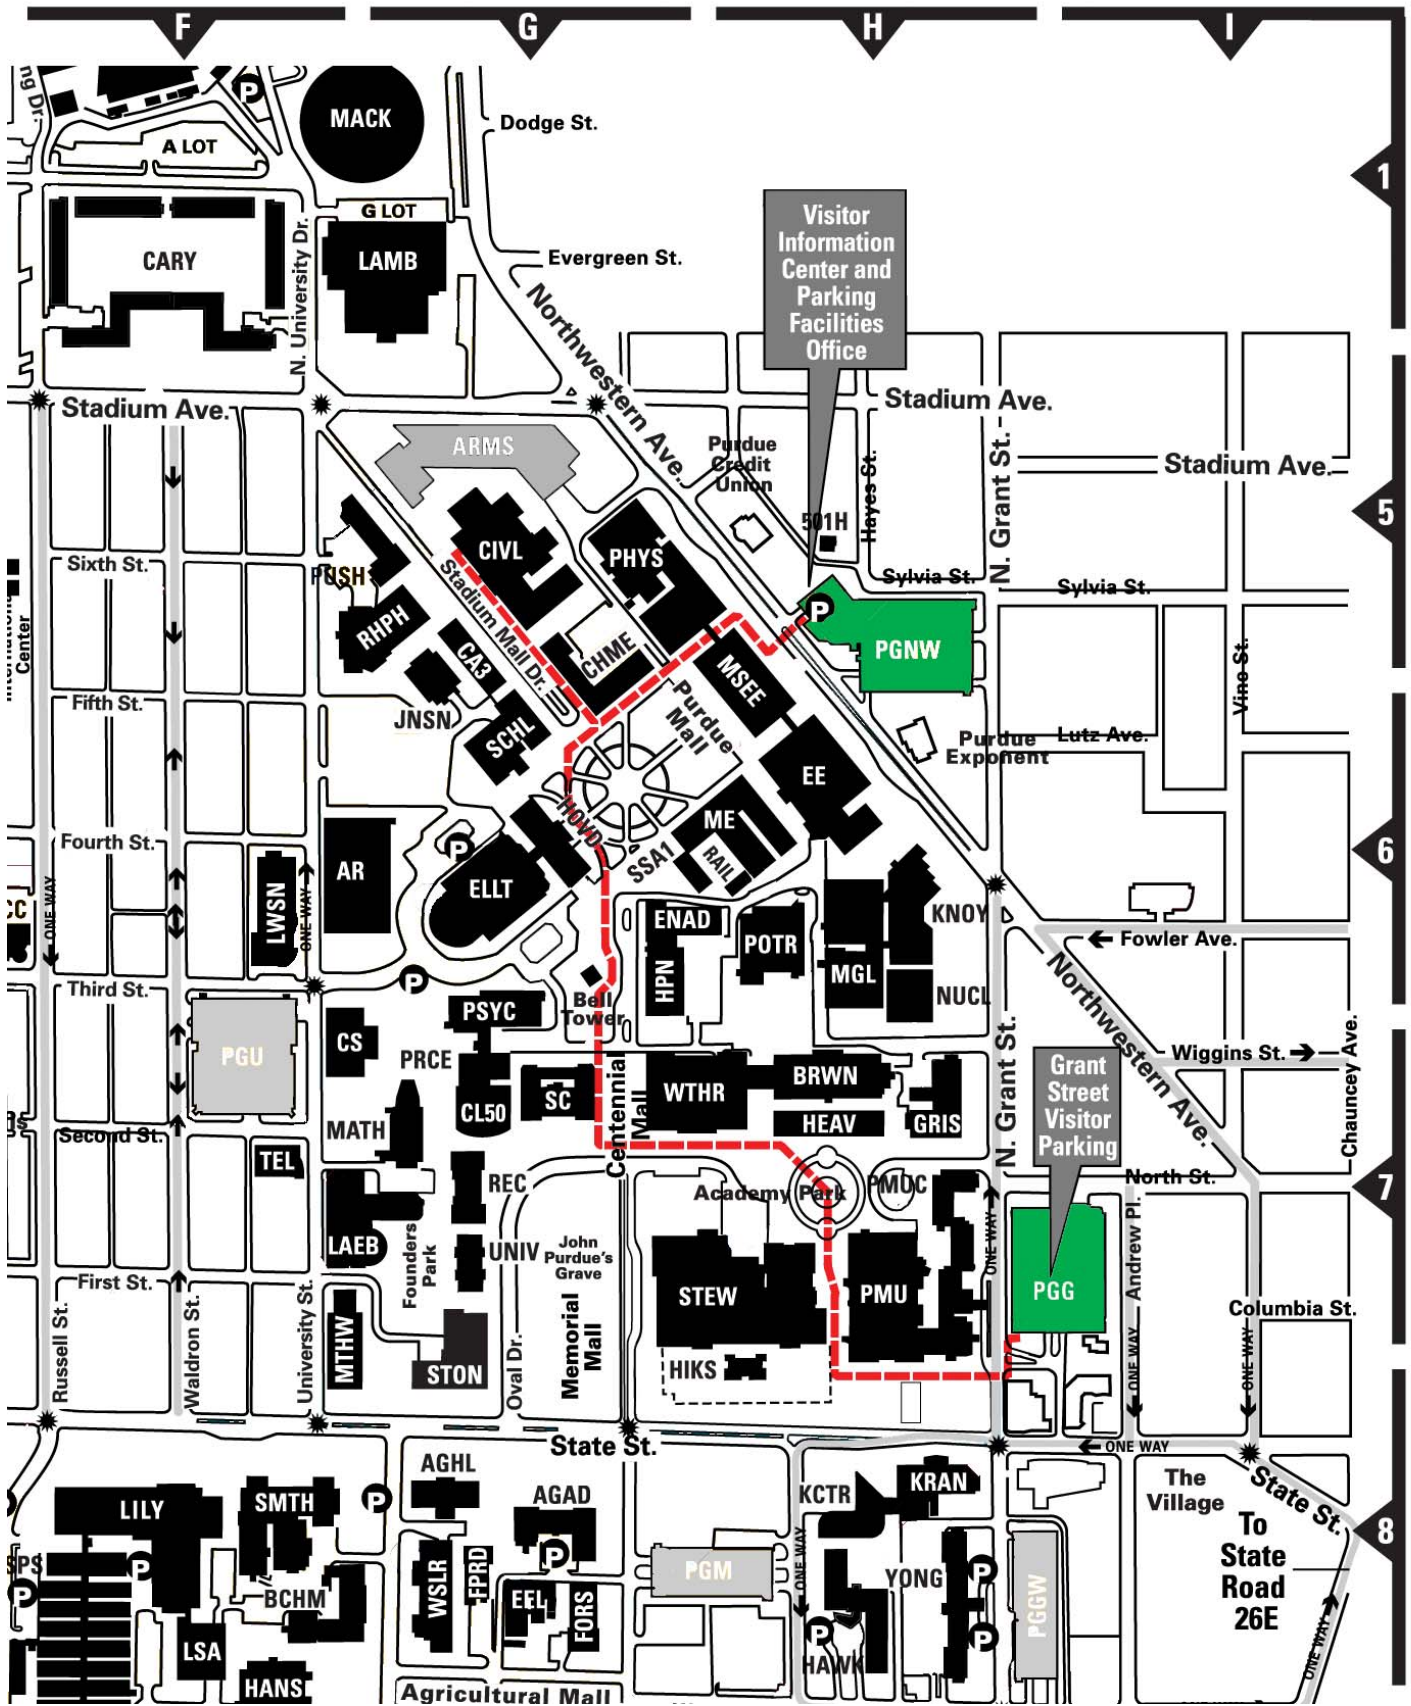 F
G
H
I
1
5
6
7
8
ng Dr.
P
MACK
Dodge St.
A LOT
G LOT
CARY
N. University Dr.
LAMB
Evergreen St.
Northwestern Ave.
Visitor
Information
Center and
Parking
Facilities
Office
Stadium Ave.
Stadium Ave.
Stadium Ave.
ARMS
Purdue
Credit
Union
Hayes St.
N. Grant St.
501H
CIVL
PHYS
Sixth St.
PUSH
Stadium Mall Dr.
Sylvia St.
Sylvia St.
P
Center
RHPH
CA3
CHME
MSEE
PGNW
Vine St.
Fifth St.
JNSN
SCHL
Purdue
Mall
Purdue
Exponent
Lutz Ave.
EE
HOVD
ME
SSA1
RAIL
Fourth St.
P
AR
ELLT
LWSN
ONE WAY
ONE WAY
ENAD
POTR
KNOY
MGL
HPN
NUCL
Fowler Ave.
Northwestern Ave.
Third St.
P
PSYC
Bell
Tower
CS
PGU
PRCE
CL50
SC
Centennial
Mall
WTHR
BRWN
HEAV
GRIS
N. Grant St.
Grant
Street
Visitor
Parking
Wiggins St.
Chauncey Ave.
MATH
Second St.
TEL
REC
Academy Park
PMUC
North St.
LAEB
Founders
Park
UNIV
John
Purdue's
Grave
STEW
PMU
ONE WAY
PGG
Andrew Pl.
Columbia St.
First St.
Russell St.
Waldron St.
University St.
MTHW
STON
Oval Dr.
Memorial
Mall
HIKS
ONE WAY
ONE WAY
State St.
ONE WAY
AGHL
AGAD
KCTR
KRAN
The
Village
State St.
LILY
SMTH
P
P
P
P
BCHM
WSLR
FPRD
EEL
FORS
PGM
ONE WAY
YONG
P
P
P
PGGW
To
State
Road
26E
ONE WAY
LSA
HANS
HAWK
Agricultural Mall